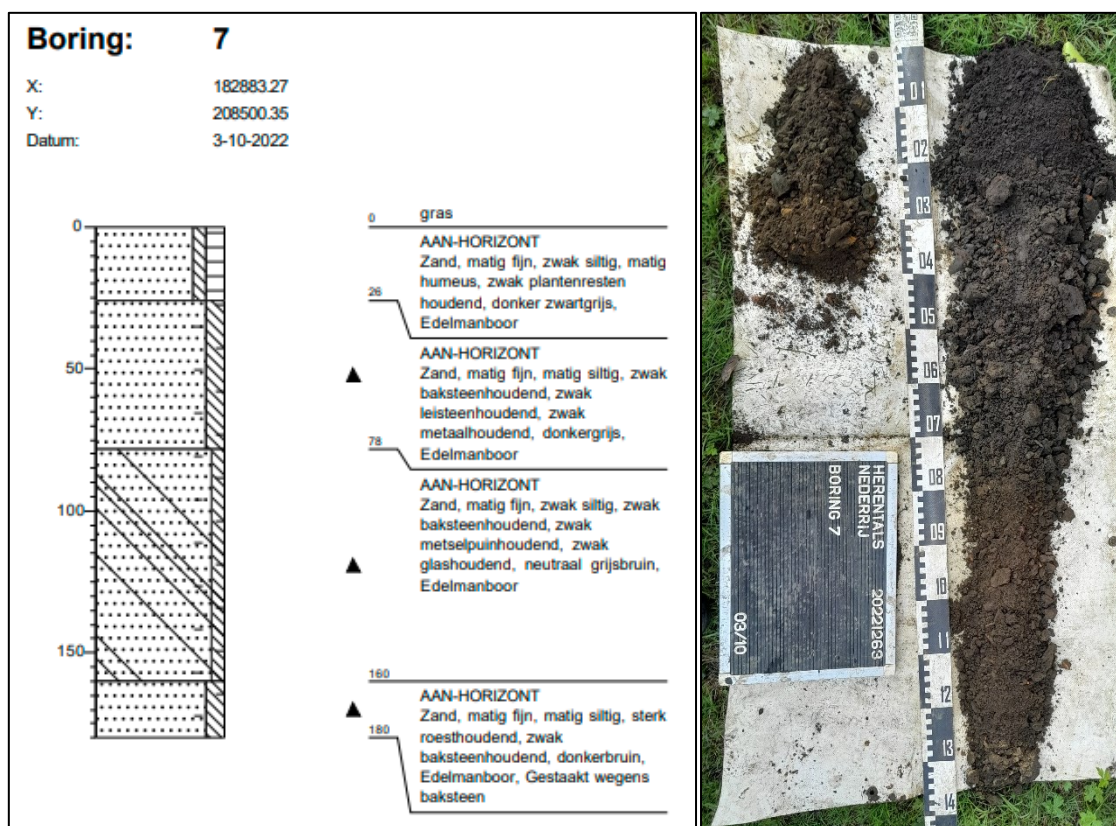 Boring: 7
X: 182883.27
Y: 208500.35
Datum: 3-10-2022
0
50
100
150
0 gras
AAN-HORIZONT
Zand, matig fijn, zwak siltig, matig
humeus, zwak plantenresten
26
houdend, donker zwartgrijs,
Edelmanboor
AAN-HORIZONT
Zand, matig fijn, matig siltig, zwak
baksteenhoudend, zwak
leisteenhoudend, zwak
metaalhoudend, donkergrijs,
78
Edelmanboor
AAN-HORIZONT
Zand, matig fijn, zwak siltig, zwak
baksteenhoudend, zwak
metselpuinhoudend, zwak
glashoudend, neutraal grijsbruin,
Edelmanboor
160
AAN-HORIZONT
Zand, matig fijn, matig siltig, sterk
roesthoudend, zwak
180
baksteenhoudend, donkerbruin,
Edelmanboor, Gestaakt wegens
baksteen
01
02
03
04
05
06
07
08
09
10
11
12
13
14
HERENTALS 20221263
NEDERRIJ
BORING 7
03/10